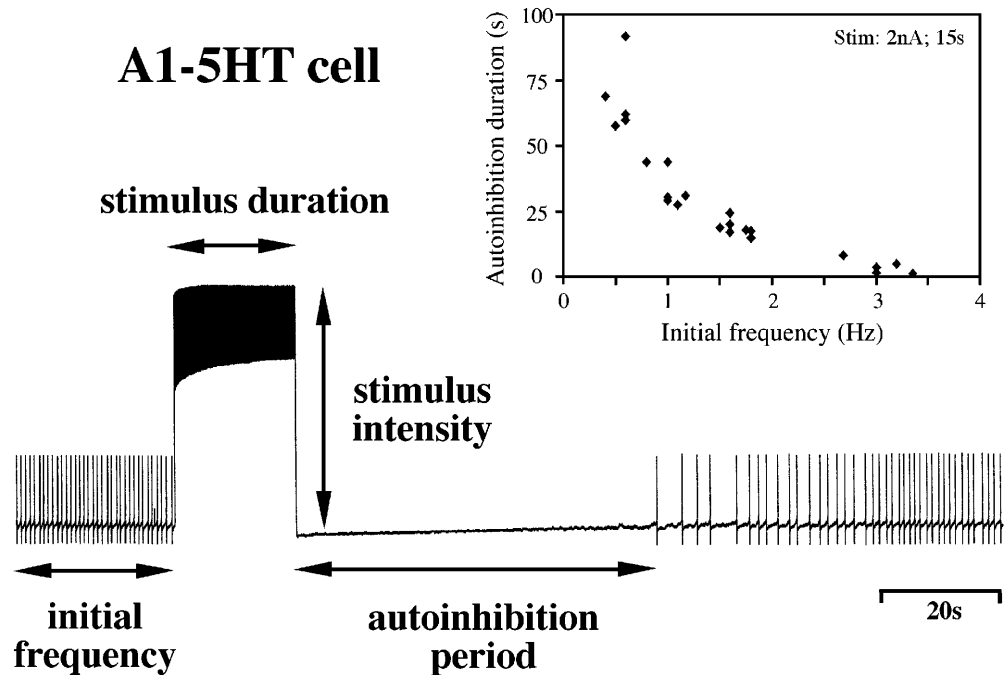 A1-5HT cell
stimulus duration
stimulus
intensity
initial
frequency
autoinhibition
period
20s
Stim: 2nA; 15s
Autoinhibition duration (s)
100
75
50
25
0
0
1
2
3
4
Initial frequency (Hz)